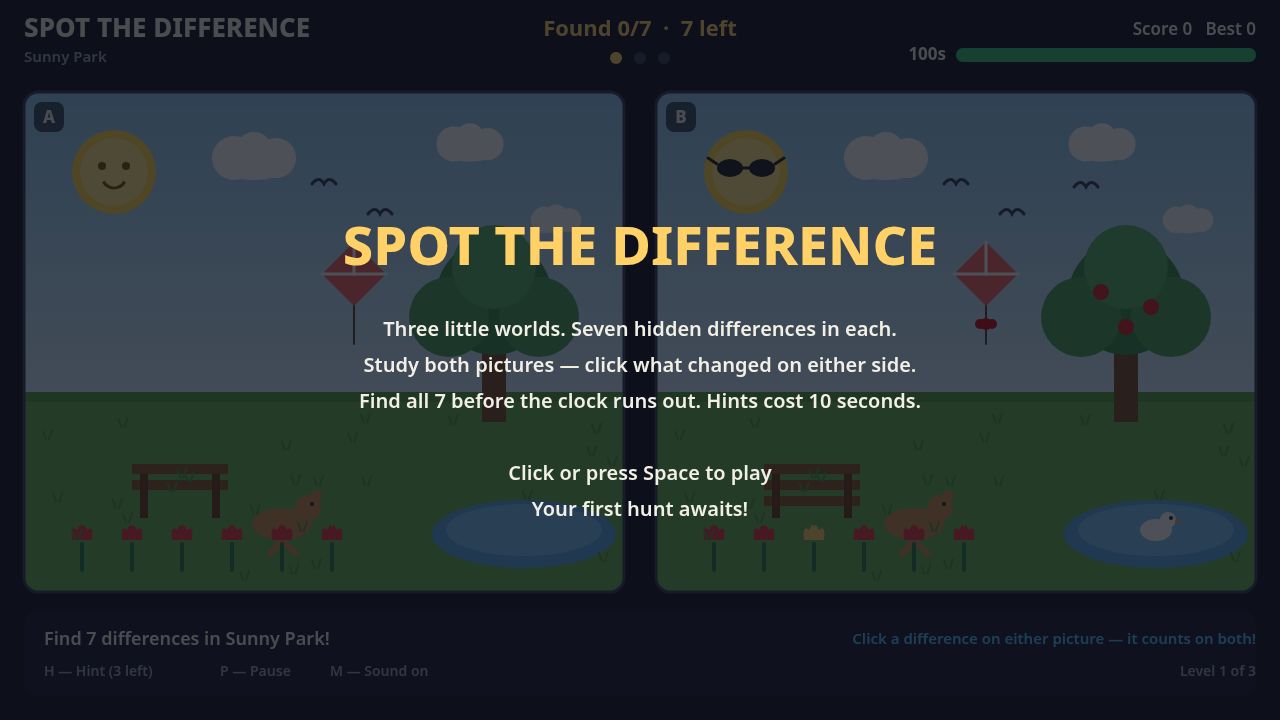 SPOT THE DIFFERENCE
Sunny Park
Found 0/7 · 7 left
Score 0 Best 0
100s
A
B
SPOT THE DIFFERENCE
Three little worlds. Seven hidden differences in each.
Study both pictures — click what changed on either side.
Find all 7 before the clock runs out. Hints cost 10 seconds.
Click or press Space to play
Your first hunt awaits!
Find 7 differences in Sunny Park!
Click a difference on either picture — it counts on both!
H — Hint (3 left) P — Pause M — Sound on
Level 1 of 3